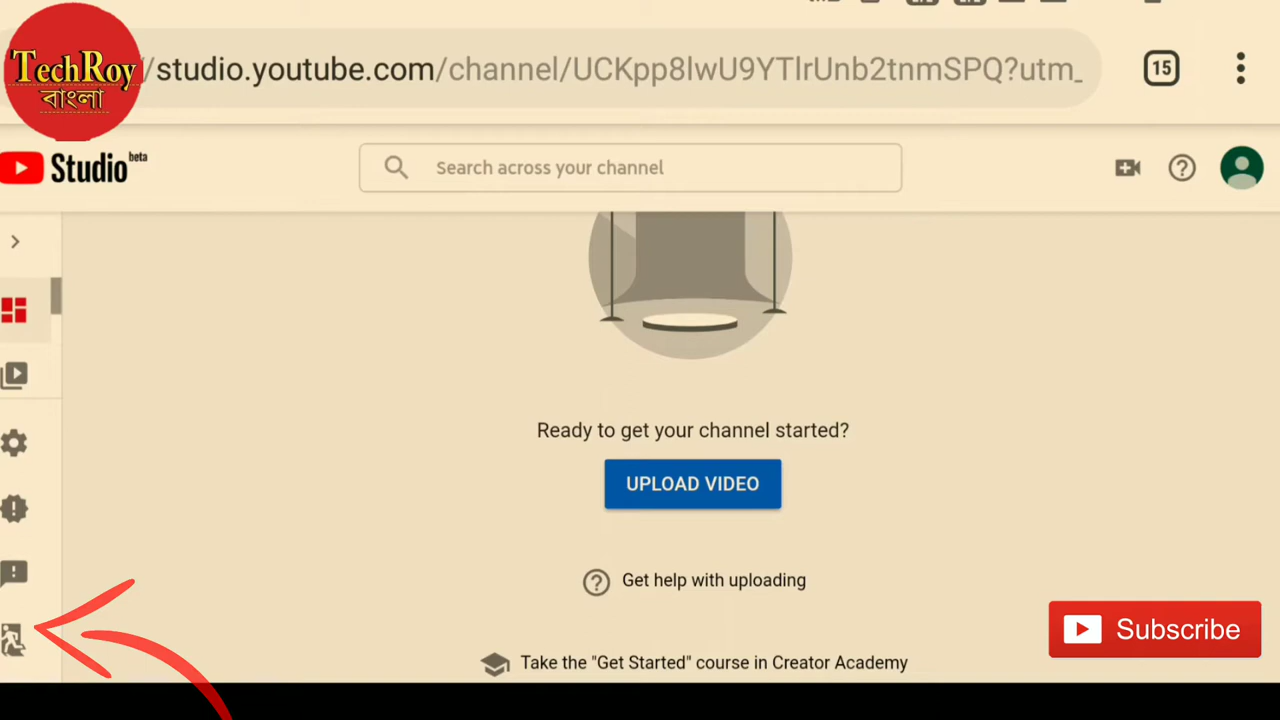 TechRoy
বাংলা
/studio.youtube.com/channel/UCKpp8lwU9YTlrUnb2tnmSPQ?utm_
15
Studio beta
Search across your channel
Ready to get your channel started?
UPLOAD VIDEO
Get help with uploading
Subscribe
Take the "Get Started" course in Creator Academy